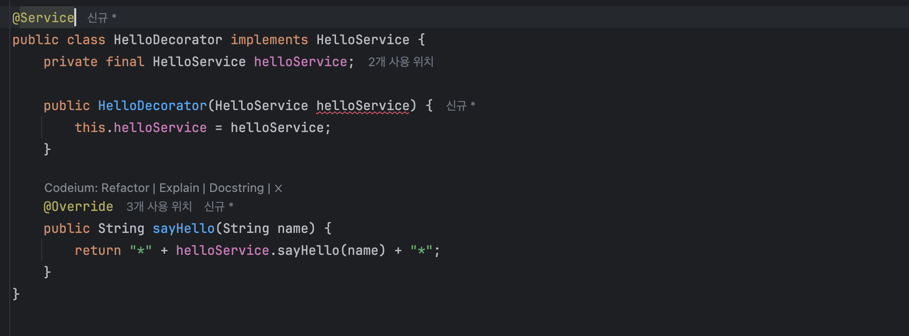 @Service 신규 *
public class HelloDecorator implements HelloService {
private final HelloService helloService; 2개 사용 위치
public HelloDecorator(HelloService helloService) { 신규 *
this.helloService = helloService;
}
Codeium: Refactor | Explain | Docstring | ×
@Override 3개 사용 위치 신규 *
public String sayHello(String name) {
return "*" + helloService.sayHello(name) + "*";
}
}